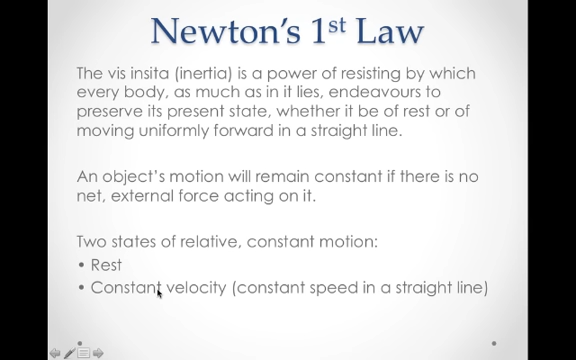 Newton's 1st Law
The vis insita (inertia) is a power of resisting by which
every body, as much as in it lies, endeavours to
preserve its present state, whether it be of rest or of
moving uniformly forward in a straight line.
An object's motion will remain constant if there is no
net, external force acting on it.
Two states of relative, constant motion:
• Rest
• Constant velocity (constant speed in a straight line)